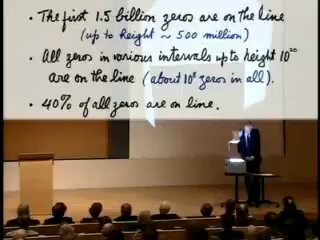 • The first 1.5 billion zeros are on the line
(up to height ~ 500 million)
• All zeros in various intervals up to height 10²⁰
are on the line (about 10⁸ zeros in all).
• 40% of all zeros are on line.